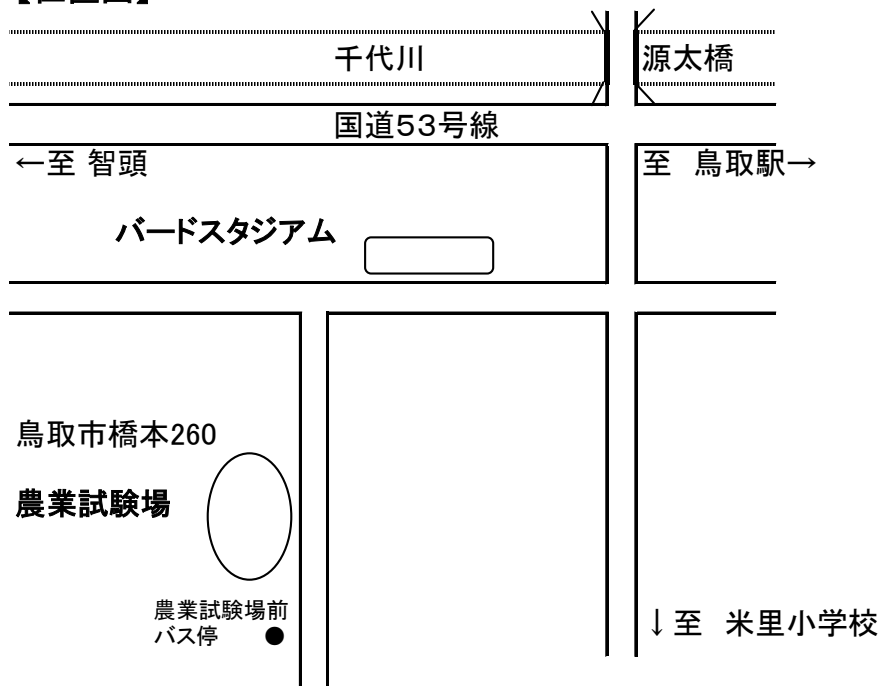 千代川
源太橋
国道53号線
←至 智頭
至 鳥取駅→
バードスタジアム
鳥取市橋本260
農業試験場
農業試験場前
バス停 ●
↓至 米里小学校